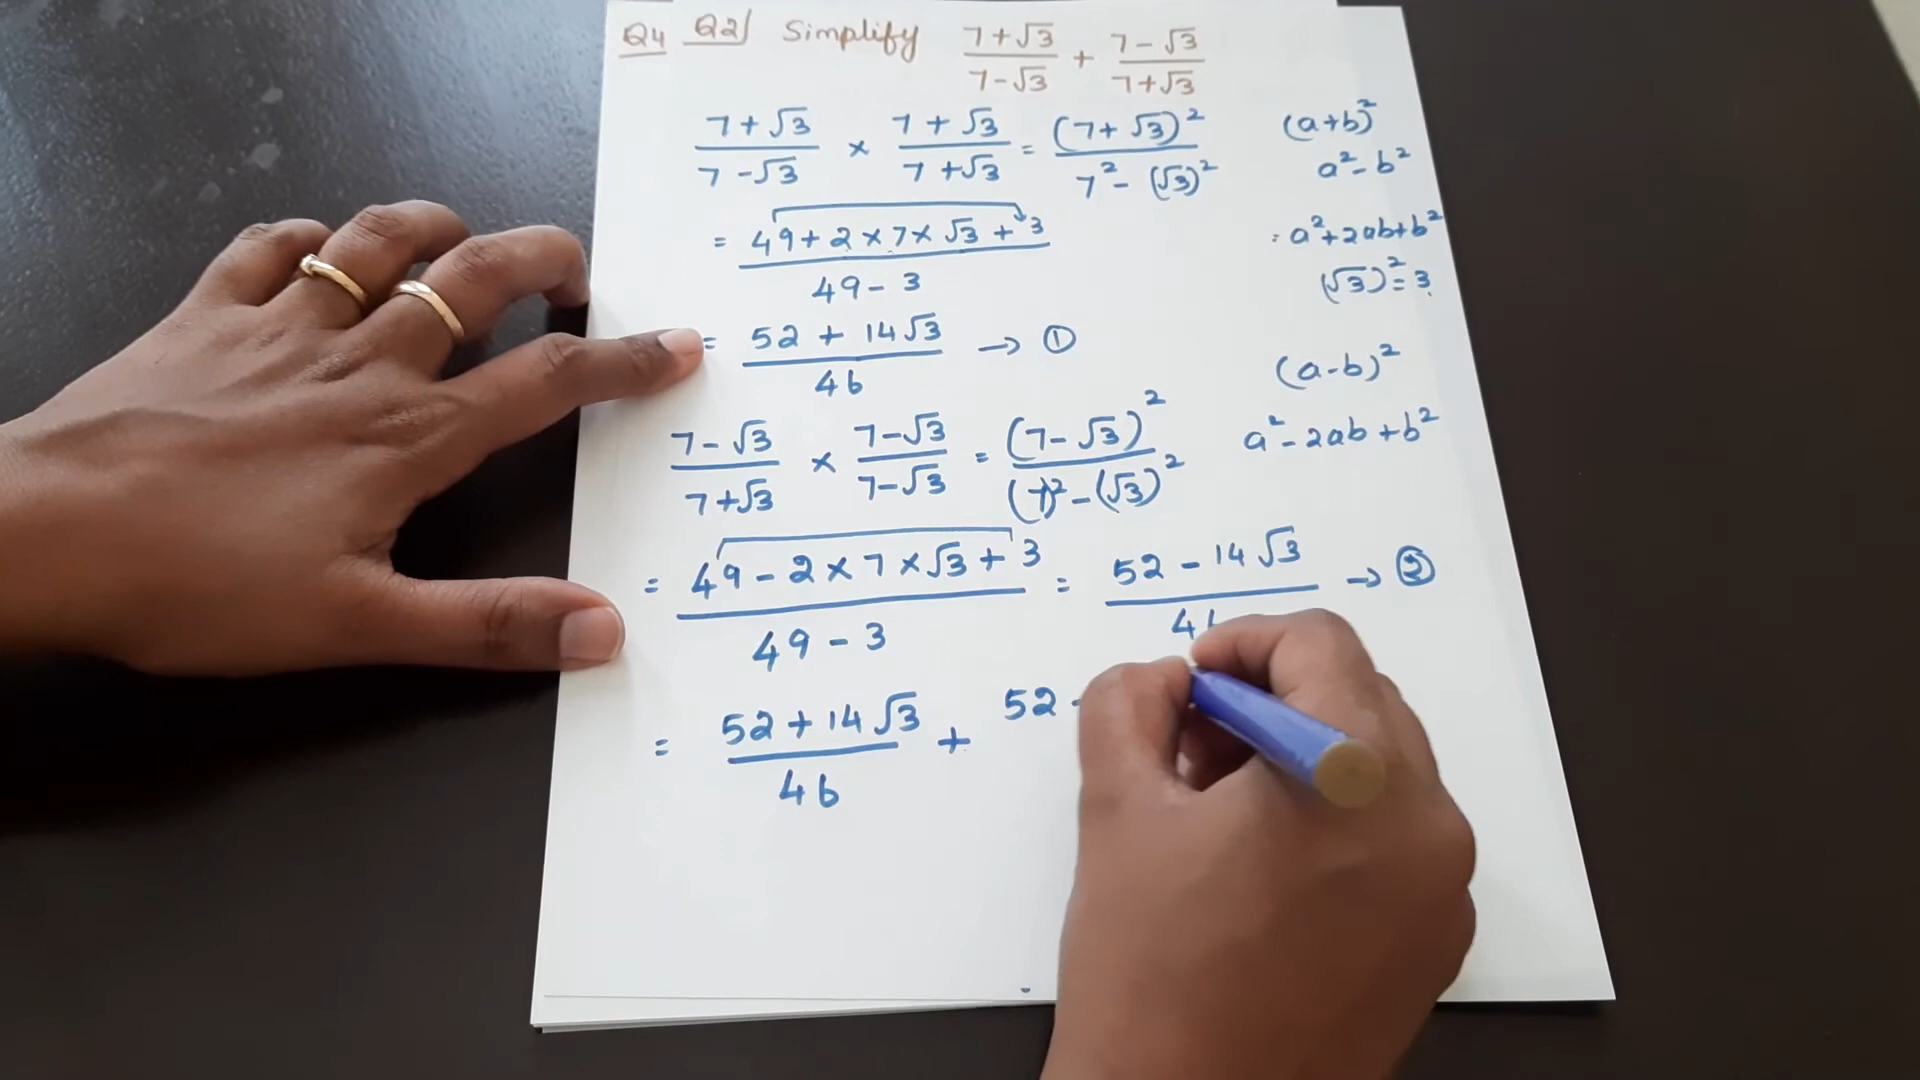 Q4 Q2/ Simplify (7+√3)/(7-√3) + (7-√3)/(7+√3)
(7+√3)/(7-√3) × (7+√3)/(7+√3) = (7+√3)²/(7²-(√3)²)
(a+b)²
a²-b²
= (49+2×7×√3+3)/(49-3)
= a²+2ab+b²
(√3)²=3
= (52+14√3)/46 → ①
(a-b)²
(7-√3)/(7+√3) × (7-√3)/(7-√3) = (7-√3)²/((7)²-(√3)²)
a²-2ab+b²
= (49-2×7×√3+3)/(49-3) = (52-14√3)/4 → ②
= (52+14√3)/46 + 52